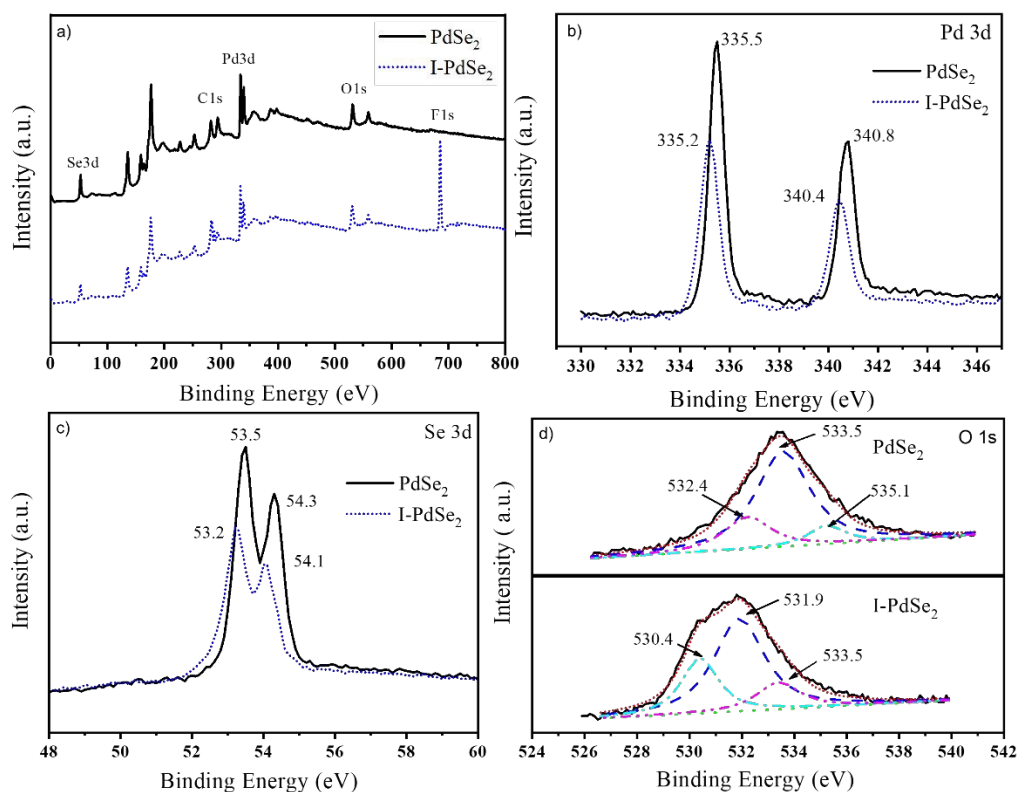 a)
PdSe₂
I-PdSe₂
Se3d
C1s
Pd3d
O1s
F1s
Intensity (a.u.)
0 100 200 300 400 500 600 700 800
Binding Energy (eV)
b)
Pd 3d
335.5
PdSe₂
I-PdSe₂
335.2
340.8
340.4
Intensity (a.u.)
330 332 334 336 338 340 342 344 346
Binding Energy (eV)
c)
Se 3d
53.5
PdSe₂
I-PdSe₂
54.3
53.2
54.1
Intensity (a.u.)
48 50 52 54 56 58 60
Binding Energy (eV)
d)
O 1s
533.5
PdSe₂
532.4
535.1
I-PdSe₂
531.9
530.4
533.5
Intensity ( a.u.)
524 526 528 530 532 534 536 538 540 542
Binding Energy (eV)